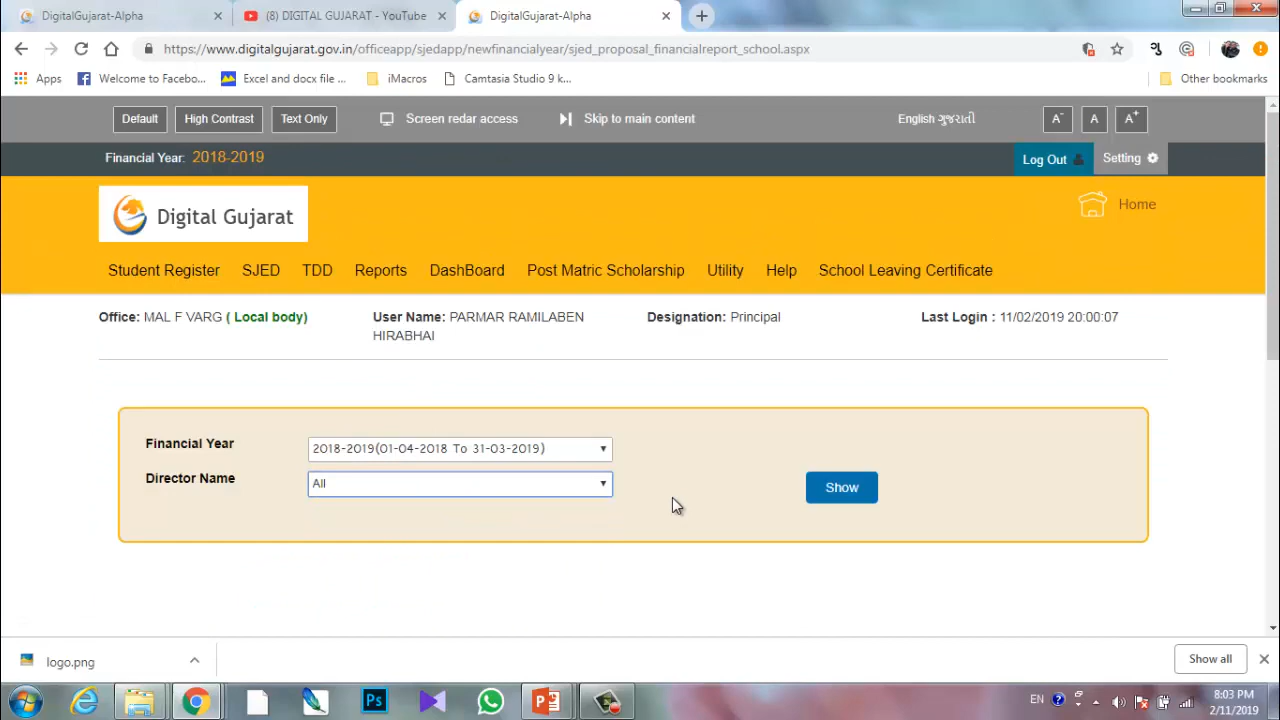 DigitalGujarat-Alpha
(8) DIGITAL GUJARAT - YouTube
DigitalGujarat-Alpha
https://www.digitalgujarat.gov.in/officeapp/sjedapp/newfinancialyear/sjed_proposal_financialreport_school.aspx
Apps
Welcome to Facebo...
Excel and docx file ...
iMacros
Camtasia Studio 9 k...
Other bookmarks
Default
High Contrast
Text Only
Screen redar access
Skip to main content
English ગુજરાતી
A-
A
A+
Financial Year: 2018-2019
Log Out
Setting
Digital Gujarat
Home
Student Register SJED TDD Reports DashBoard Post Matric Scholarship Utility Help School Leaving Certificate
Office: MAL F VARG ( Local body)
User Name: PARMAR RAMILABEN
HIRABHAI
Designation: Principal
Last Login : 11/02/2019 20:00:07
Financial Year
2018-2019(01-04-2018 To 31-03-2019)
Director Name
All
Show
logo.png
Show all
Ps
EN
8:03 PM
2/11/2019